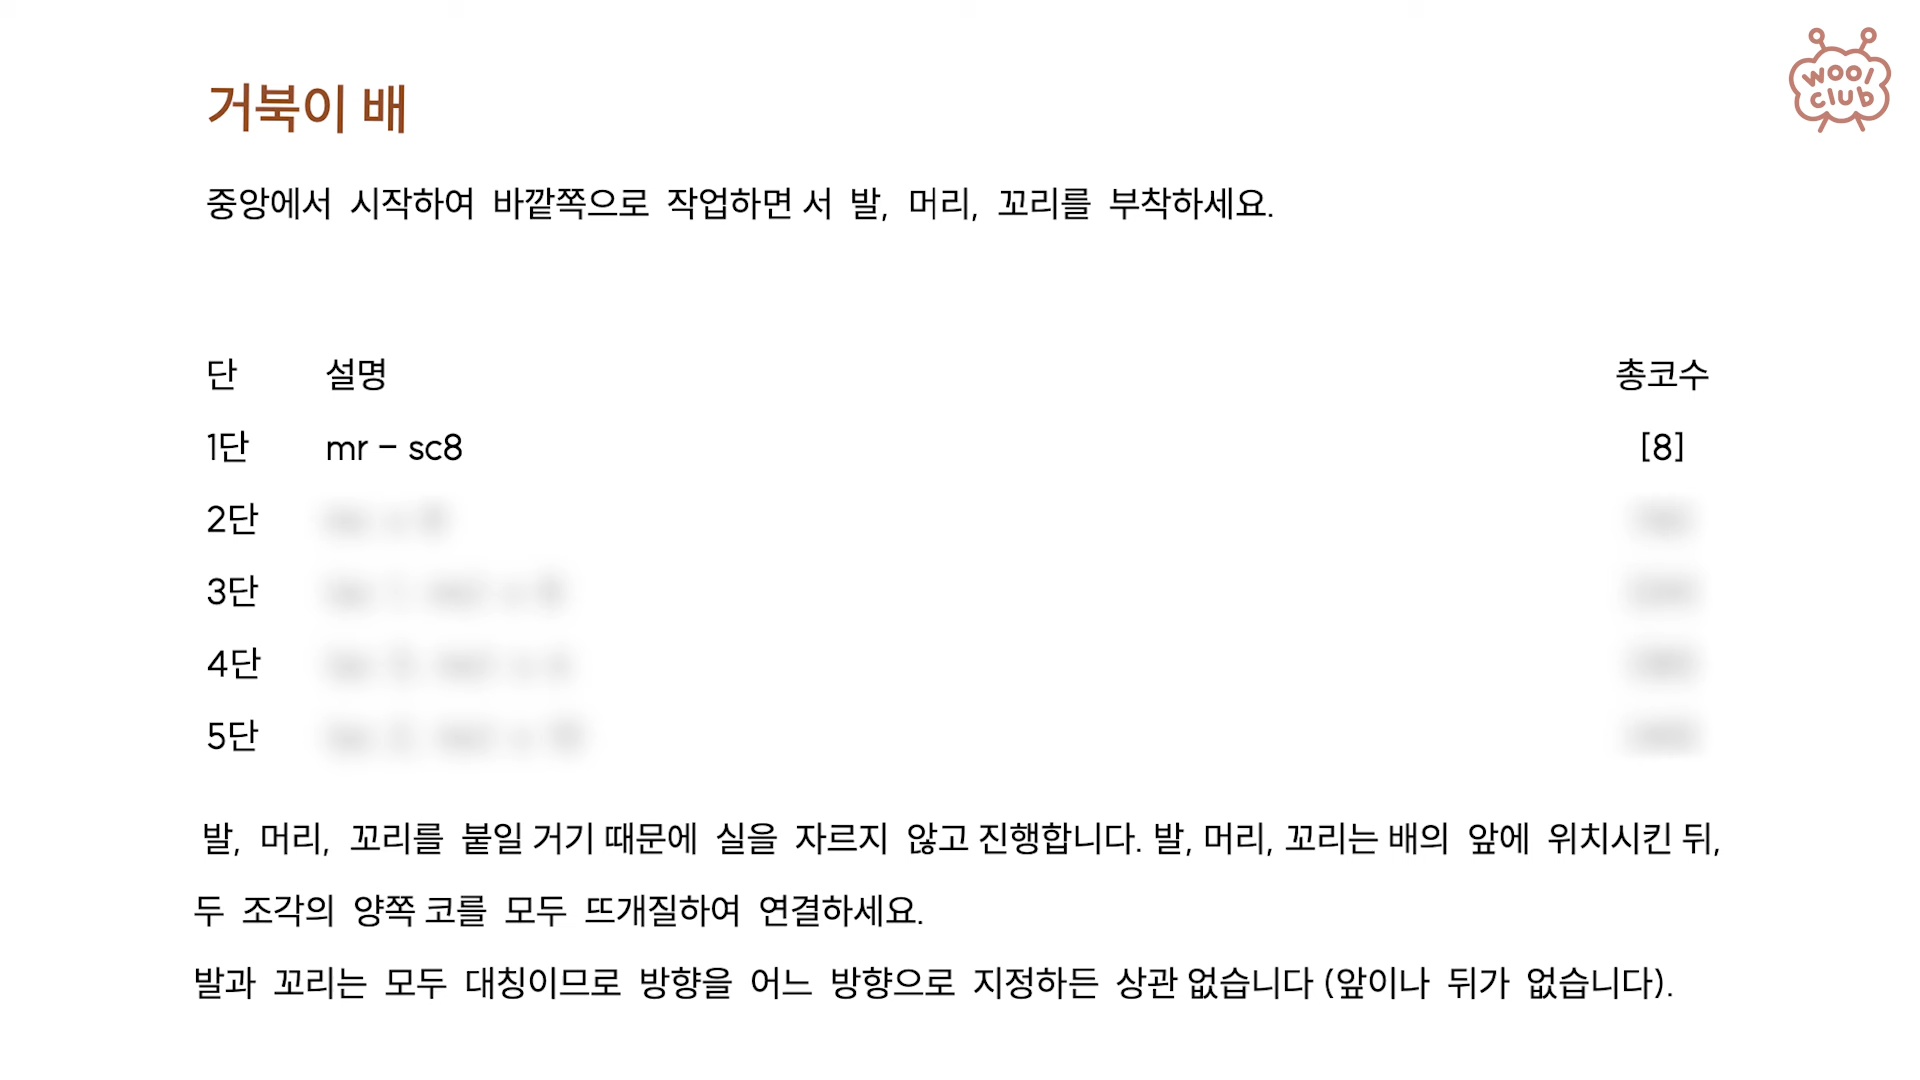 wool
club
거북이 배
중앙에서 시작하여 바깥쪽으로 작업하면 서 발, 머리, 꼬리를 부착하세요.
단 설명 총코수
1단 mr – sc8 [8]
2단
3단
4단
5단
발, 머리, 꼬리를 붙일 거기 때문에 실을 자르지 않고 진행합니다. 발, 머리, 꼬리는 배의 앞에 위치시킨 뒤,
두 조각의 양쪽 코를 모두 뜨개질하여 연결하세요.
발과 꼬리는 모두 대칭이므로 방향을 어느 방향으로 지정하든 상관 없습니다 (앞이나 뒤가 없습니다).